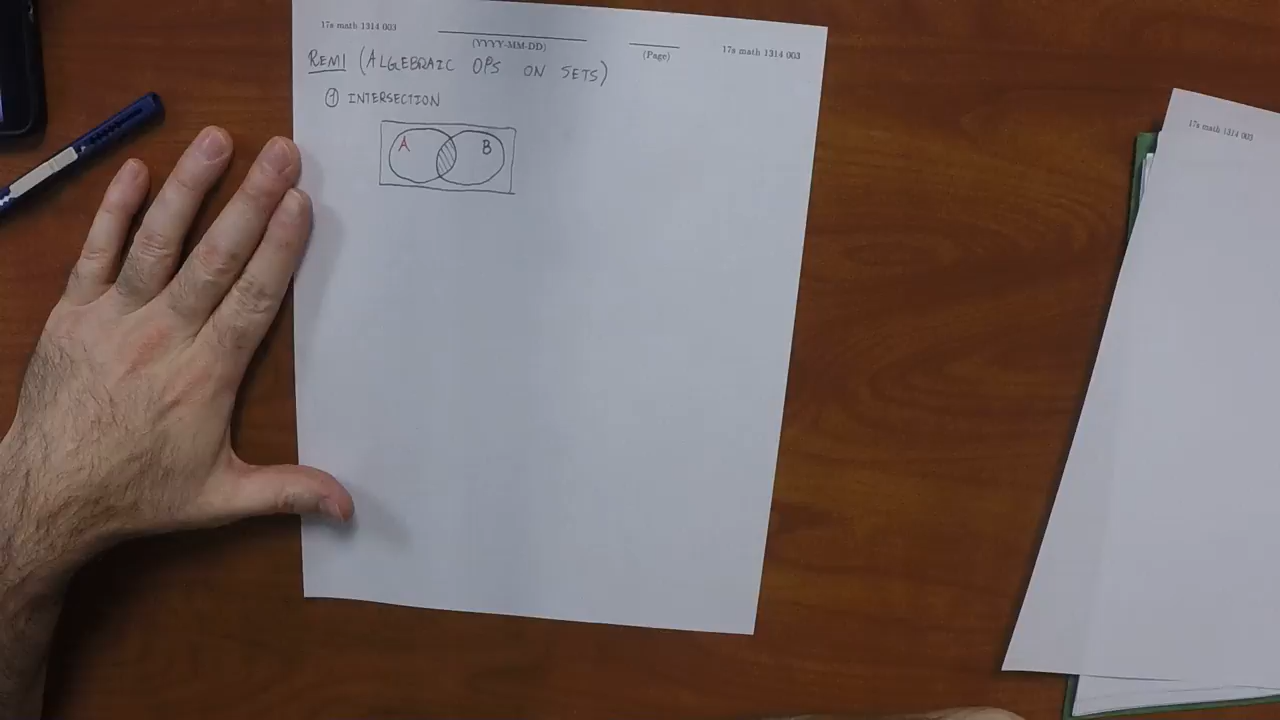 17s math 1314 003
(YYYY-MM-DD)
(Page)
17s math 1314 003
REM1 (ALGEBRAIC OPS ON SETS)
① INTERSECTION
A B
17s math 1314 003